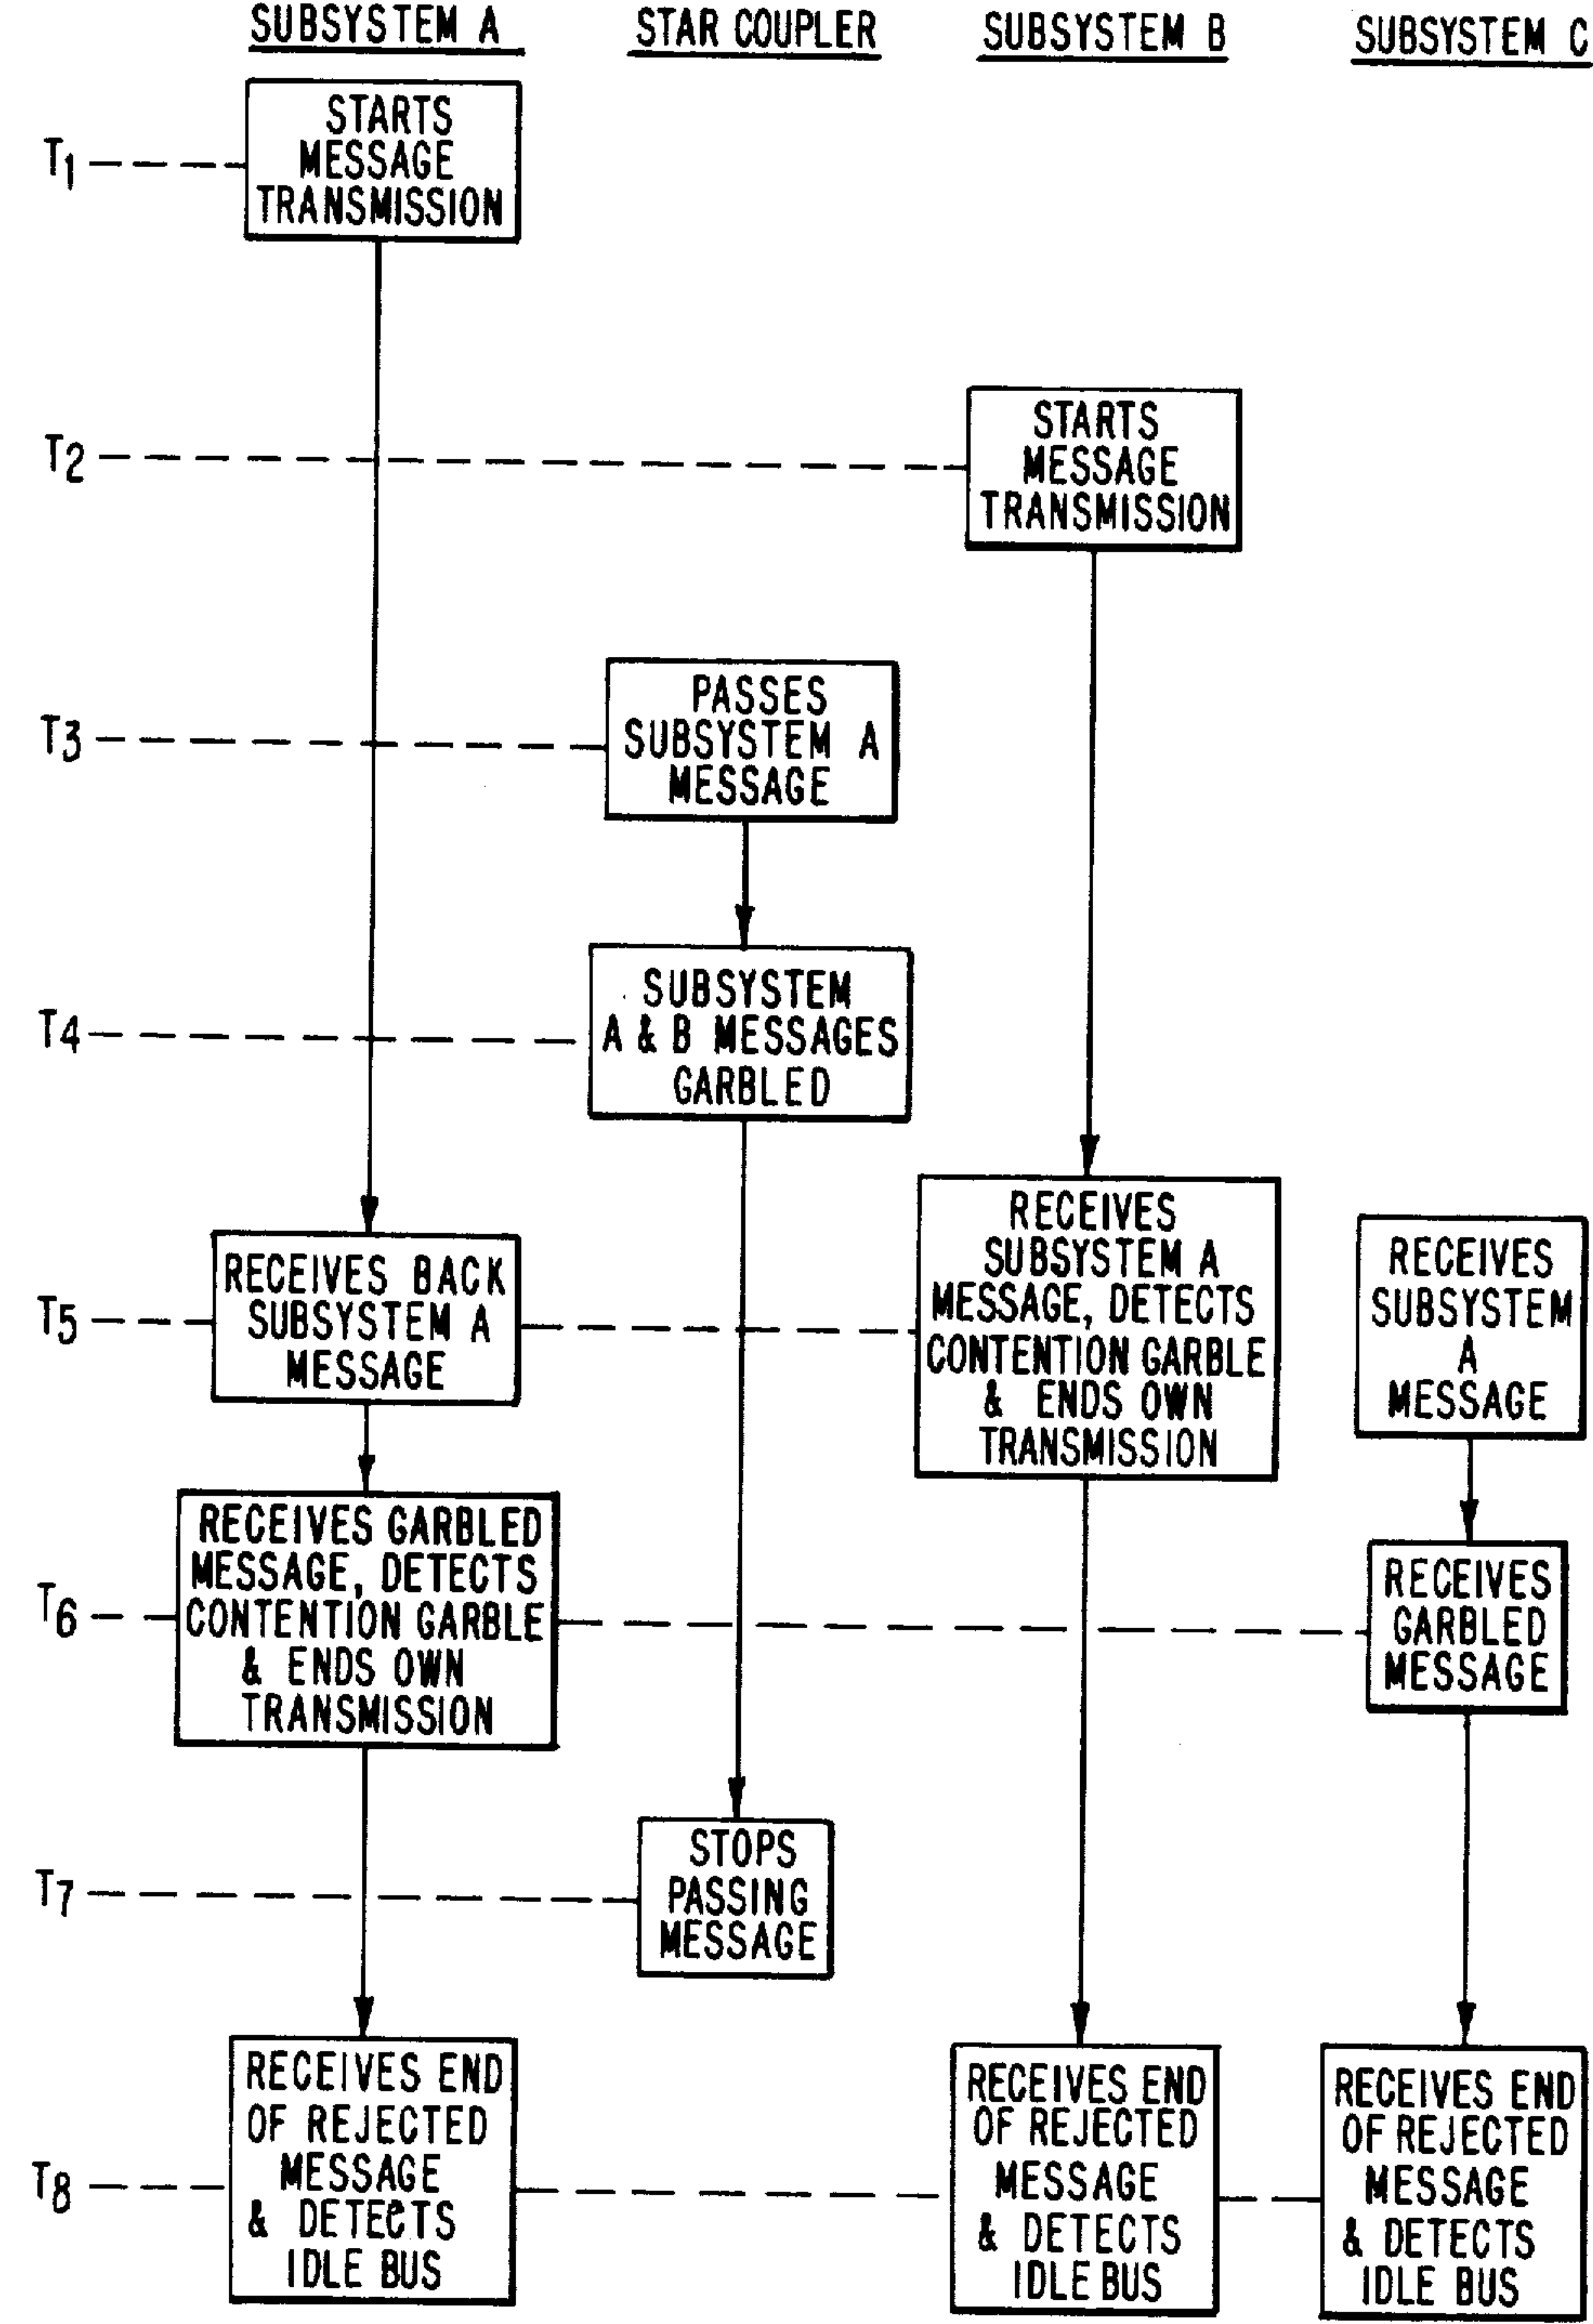 SUBSYSTEM A
STAR COUPLER
SUBSYSTEM B
SUBSYSTEM C
T1
STARTS
MESSAGE
TRANSMISSION
T2
STARTS
MESSAGE
TRANSMISSION
T3
PASSES
SUBSYSTEM A
MESSAGE
T4
SUBSYSTEM
A & B MESSAGES
GARBLED
T5
RECEIVES BACK
SUBSYSTEM A
MESSAGE
RECEIVES
SUBSYSTEM A
MESSAGE, DETECTS
CONTENTION GARBLE
& ENDS OWN
TRANSMISSION
RECEIVES
SUBSYSTEM
A
MESSAGE
T6
RECEIVES GARBLED
MESSAGE, DETECTS
CONTENTION GARBLE
& ENDS OWN
TRANSMISSION
RECEIVES
GARBLED
MESSAGE
T7
STOPS
PASSING
MESSAGE
T8
RECEIVES END
OF REJECTED
MESSAGE
& DETECTS
IDLE BUS
RECEIVES END
OF REJECTED
MESSAGE
& DETECTS
IDLE BUS
RECEIVES END
OF REJECTED
MESSAGE
& DETECTS
IDLE BUS